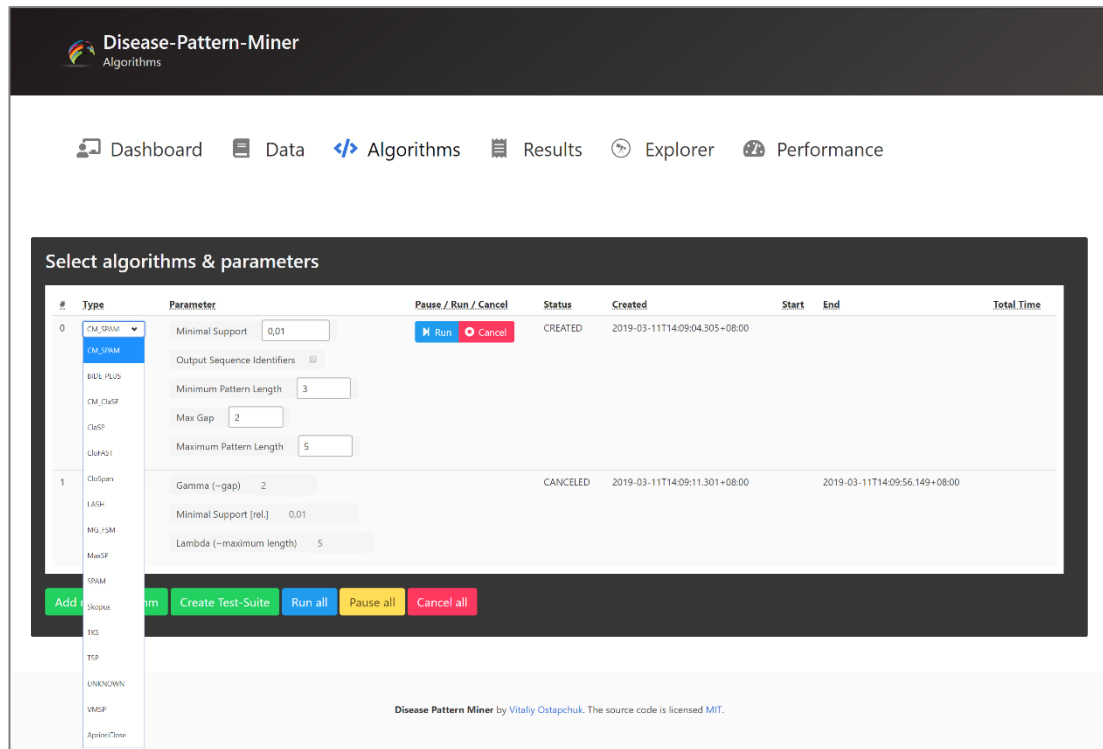 Disease-Pattern-Miner
Algorithms
Dashboard Data </> Algorithms Results Explorer Performance
Select algorithms & parameters
# Type Parameter Pause / Run / Cancel Status Created Start End Total Time
0 CM_SPAM Minimal Support 0,01 Run Cancel CREATED 2019-03-11T14:09:04.305+08:00
CM_SPAM
Output Sequence Identifiers
BIDE_PLUS
Minimum Pattern Length 3
CM_ClaSP
Max Gap 2
ClaSP
Maximum Pattern Length 5
CloFAST
CloSpan
1 Gamma (~gap) 2 CANCELED 2019-03-11T14:09:11.301+08:00 2019-03-11T14:09:56.149+08:00
LASH
Minimal Support [rel.] 0,01
MG_FSM
Lambda (~maximum length) 5
MaxSP
SPAM
Add Create Test-Suite Run all Pause all Cancel all
Skopus
TKS
TSP
UNKNOWN
VMSP
Disease Pattern Miner by Vitaliy Ostapchuk. The source code is licensed MIT.
AprioriClose